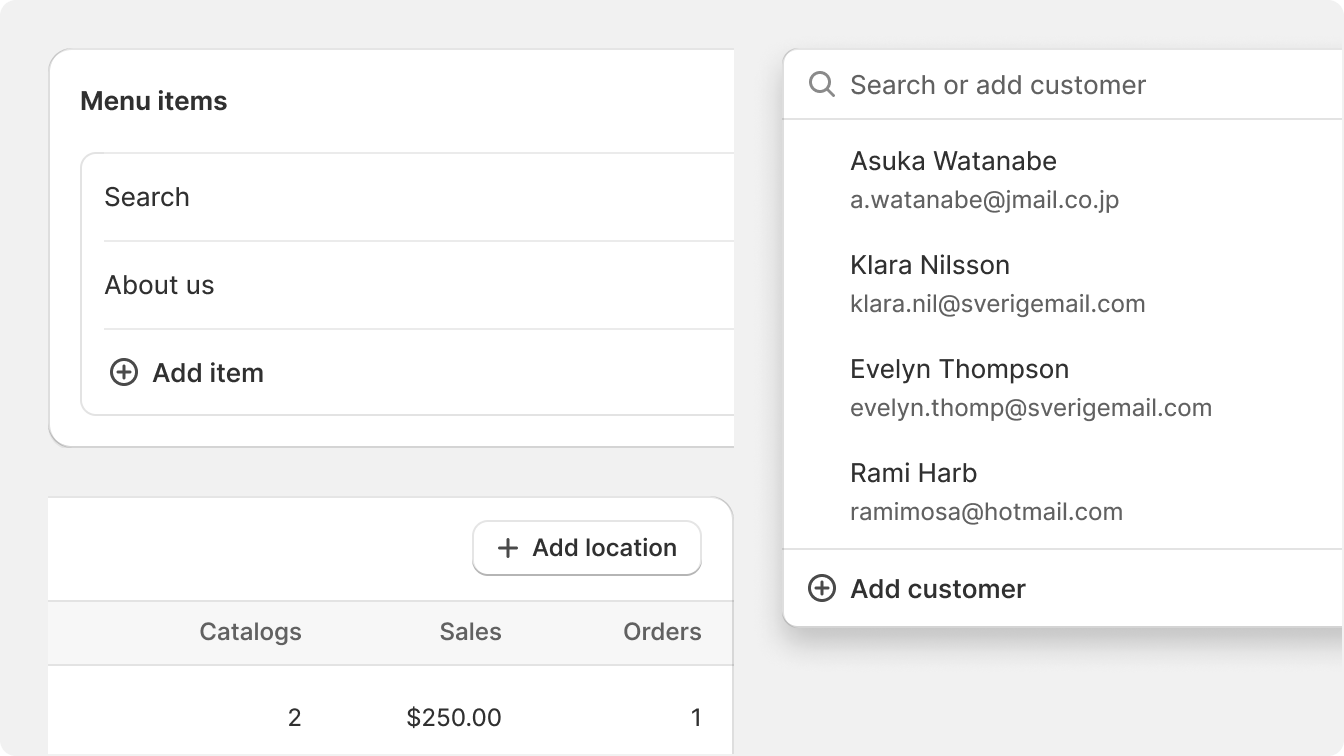 Menu items
Search
About us
Add item
Add location
Catalogs Sales Orders
2 $250.00 1
Search or add customer
Asuka Watanabe
a.watanabe@jmail.co.jp
Klara Nilsson
klara.nil@sverigemail.com
Evelyn Thompson
evelyn.thomp@sverigemail.com
Rami Harb
ramimosa@hotmail.com
Add customer